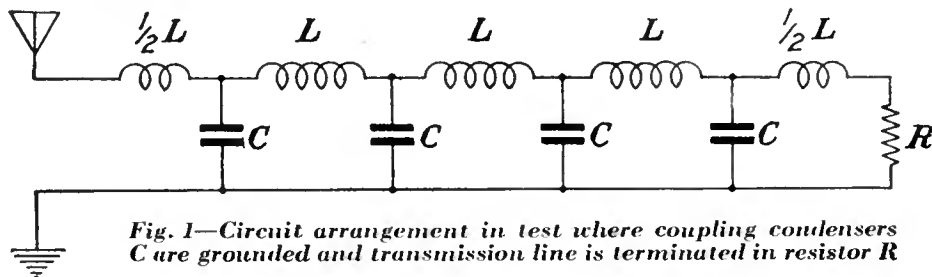 ½L L L L ½L
C C C C R
Fig. 1—Circuit arrangement in test where coupling condensers
C are grounded and transmission line is terminated in resistor R